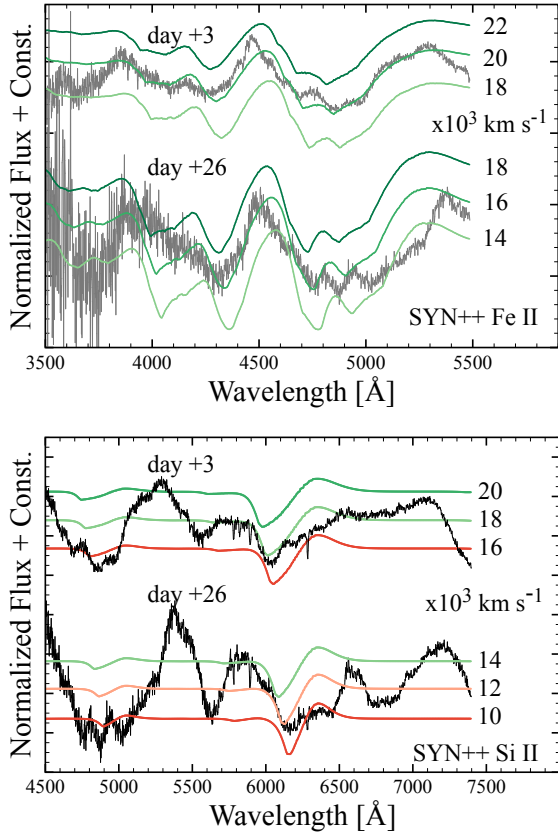 Normalized Flux + Const.
day +3
22
20
18
x10³ km s⁻¹
day +26
18
16
14
SYN++ Fe II
3500 4000 4500 5000 5500
Wavelength [Å]
Normalized Flux + Const.
day +3
20
18
16
x10³ km s⁻¹
day +26
14
12
10
SYN++ Si II
4500 5000 5500 6000 6500 7000 7500
Wavelength [Å]